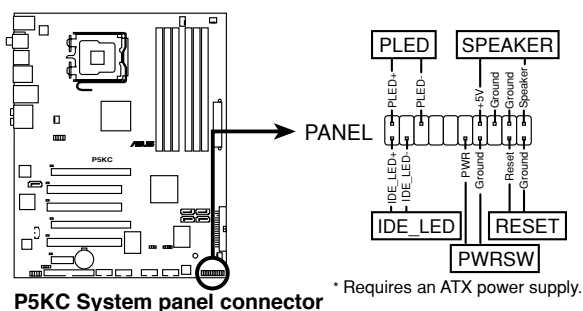 PLED SPEAKER
PLED+
PLED-
+5V
Ground
Ground
Speaker
PANEL
IDE_LED+
IDE_LED-
PWR
Ground
Reset
Ground
IDE_LED
RESET
PWRSW
ASUS
P5KC
P5KC System panel connector
* Requires an ATX power supply.